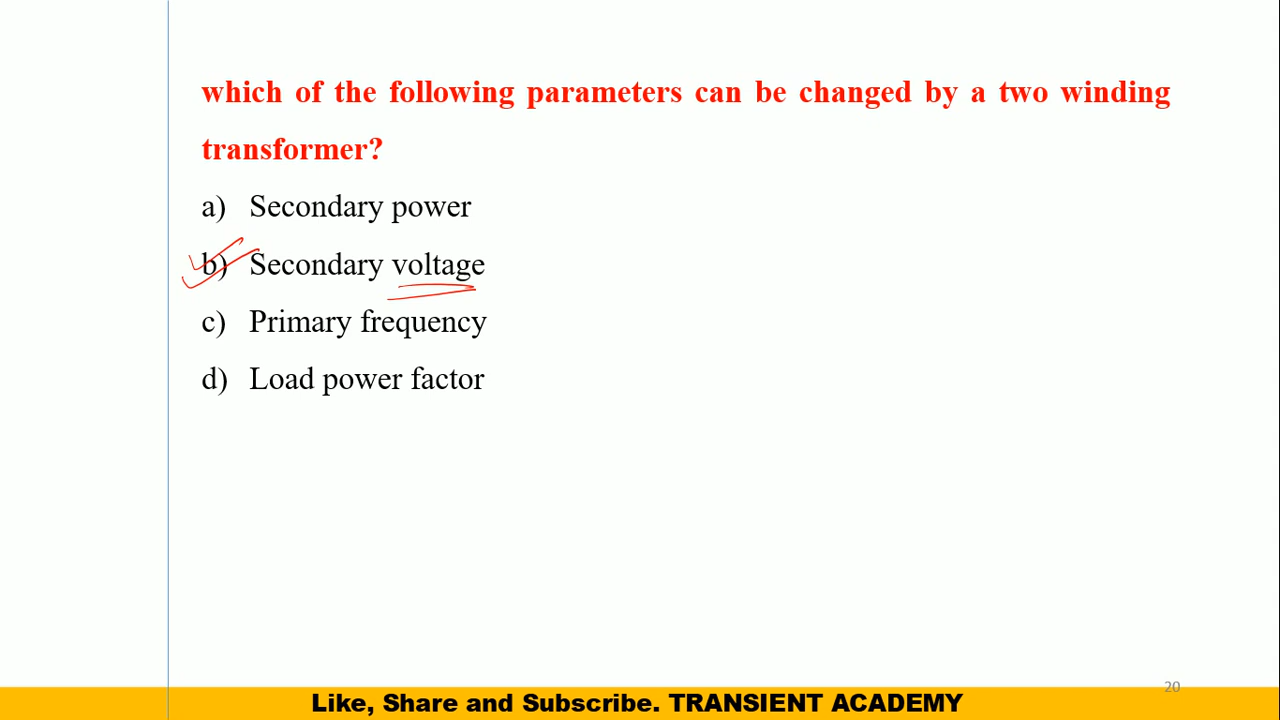 which of the following parameters can be changed by a two winding
transformer?
a) Secondary power
b) Secondary voltage
c) Primary frequency
d) Load power factor
20
Like, Share and Subscribe. TRANSIENT ACADEMY